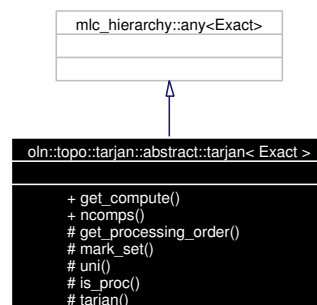 mlc_hierarchy::any<Exact>
oln::topo::tarjan::abstract::tarjan< Exact >
+ get_compute()
+ ncomps()
# get_processing_order()
# mark_set()
# uni()
# is_proc()
# tarjan()